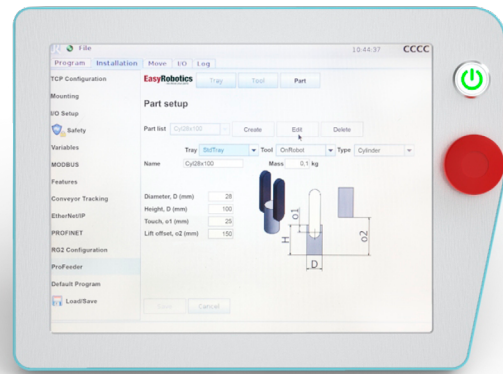 File 10:44:37 CCCC
Program Installation Move I/O Log
TCP Configuration
Mounting
I/O Setup
Safety
Variables
MODBUS
Features
Conveyor Tracking
EtherNet/IP
PROFINET
RG2 Configuration
ProFeeder
Default Program
Load/Save
EasyRobotics Tray Tool Part
Part setup
Part list Cyl28x100 Create Edit Delete
Tray StdTray Tool OnRobot Type Cylinder
Name Cyl28x100 Mass 0.1 kg
Diameter, D (mm) 28
Height, D (mm) 100
Touch, o1 (mm) 25
Lift offset, o2 (mm) 150
o1
H
o2
D
Cancel